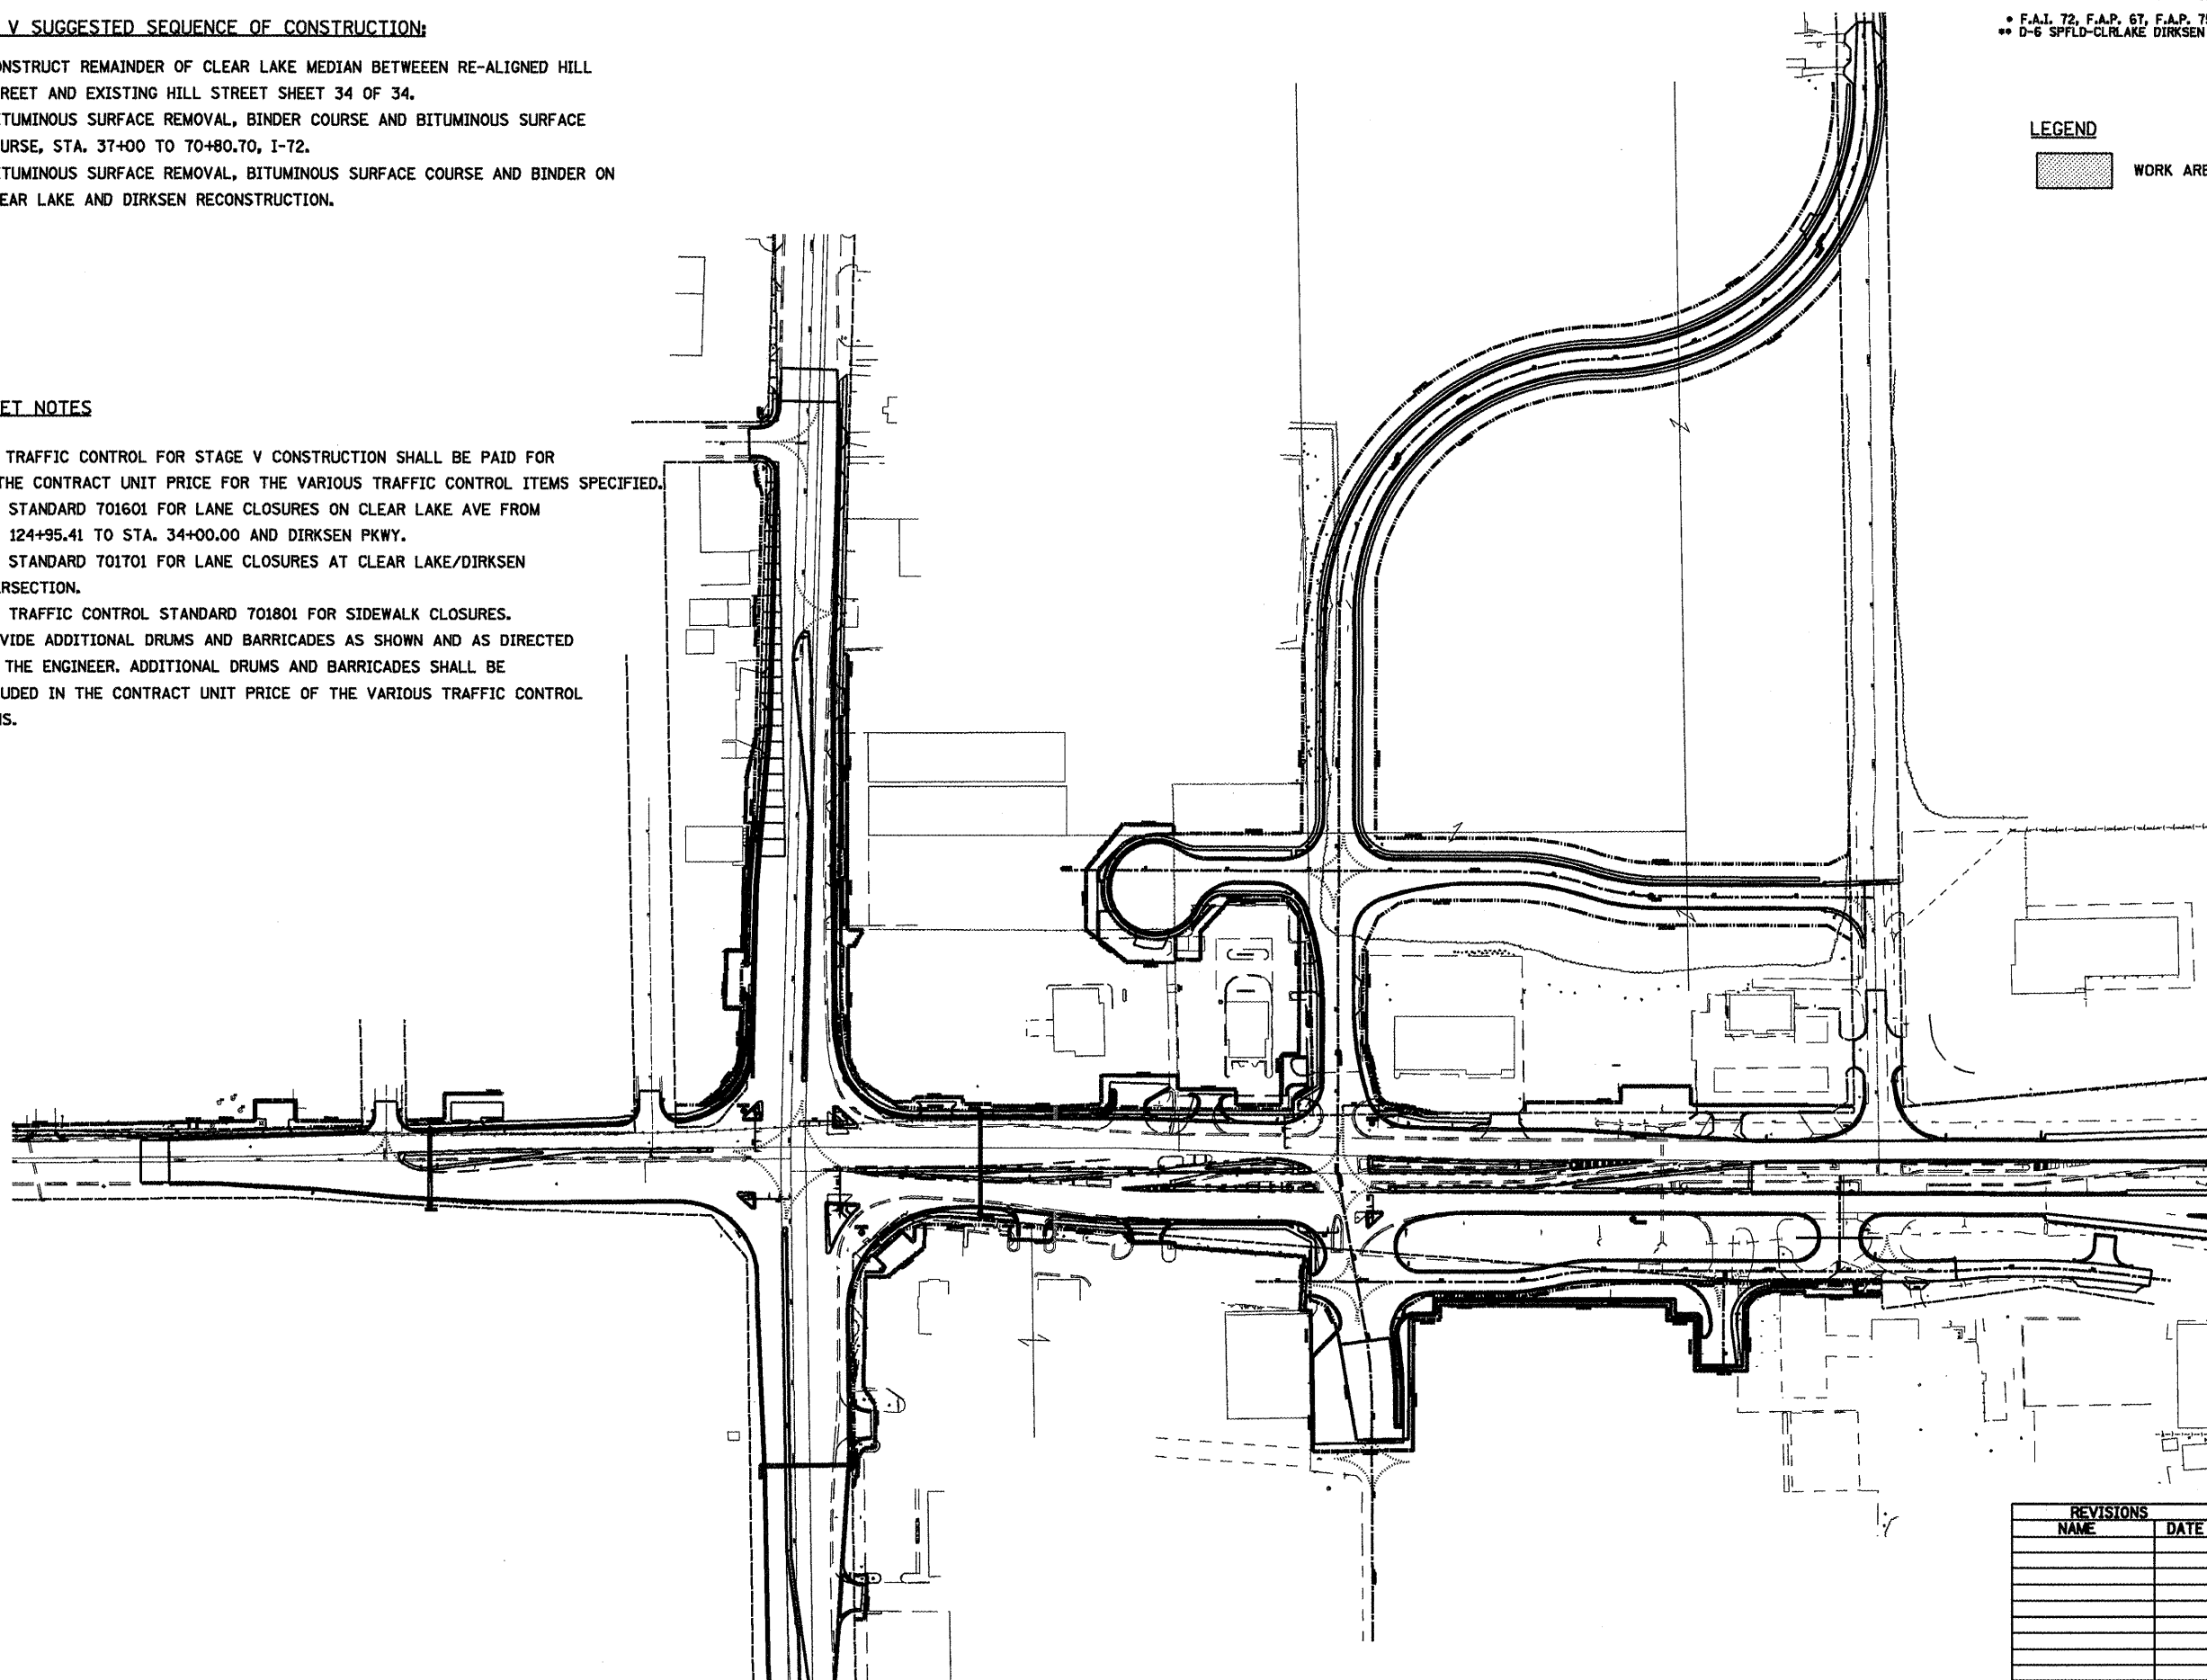 V SUGGESTED SEQUENCE OF CONSTRUCTION:
ONSTRUCT REMAINDER OF CLEAR LAKE MEDIAN BETWEEEN RE-ALIGNED HILL
REET AND EXISTING HILL STREET SHEET 34 OF 34.
ITUMINOUS SURFACE REMOVAL, BINDER COURSE AND BITUMINOUS SURFACE
URSE, STA. 37+00 TO 70+80.70, I-72.
ITUMINOUS SURFACE REMOVAL, BITUMINOUS SURFACE COURSE AND BINDER ON
EAR LAKE AND DIRKSEN RECONSTRUCTION.
ET NOTES
TRAFFIC CONTROL FOR STAGE V CONSTRUCTION SHALL BE PAID FOR
THE CONTRACT UNIT PRICE FOR THE VARIOUS TRAFFIC CONTROL ITEMS SPECIFIED.
STANDARD 701601 FOR LANE CLOSURES ON CLEAR LAKE AVE FROM
124+95.41 TO STA. 34+00.00 AND DIRKSEN PKWY.
STANDARD 701701 FOR LANE CLOSURES AT CLEAR LAKE/DIRKSEN
RSECTION.
TRAFFIC CONTROL STANDARD 701801 FOR SIDEWALK CLOSURES.
VIDE ADDITIONAL DRUMS AND BARRICADES AS SHOWN AND AS DIRECTED
THE ENGINEER. ADDITIONAL DRUMS AND BARRICADES SHALL BE
UDED IN THE CONTRACT UNIT PRICE OF THE VARIOUS TRAFFIC CONTROL
MS.
* F.A.I. 72, F.A.P. 67, F.A.P. 75
** D-6 SPFLD-CLRLAKE DIRKSEN
LEGEND
WORK ARE
REVISIONS
NAME DATE